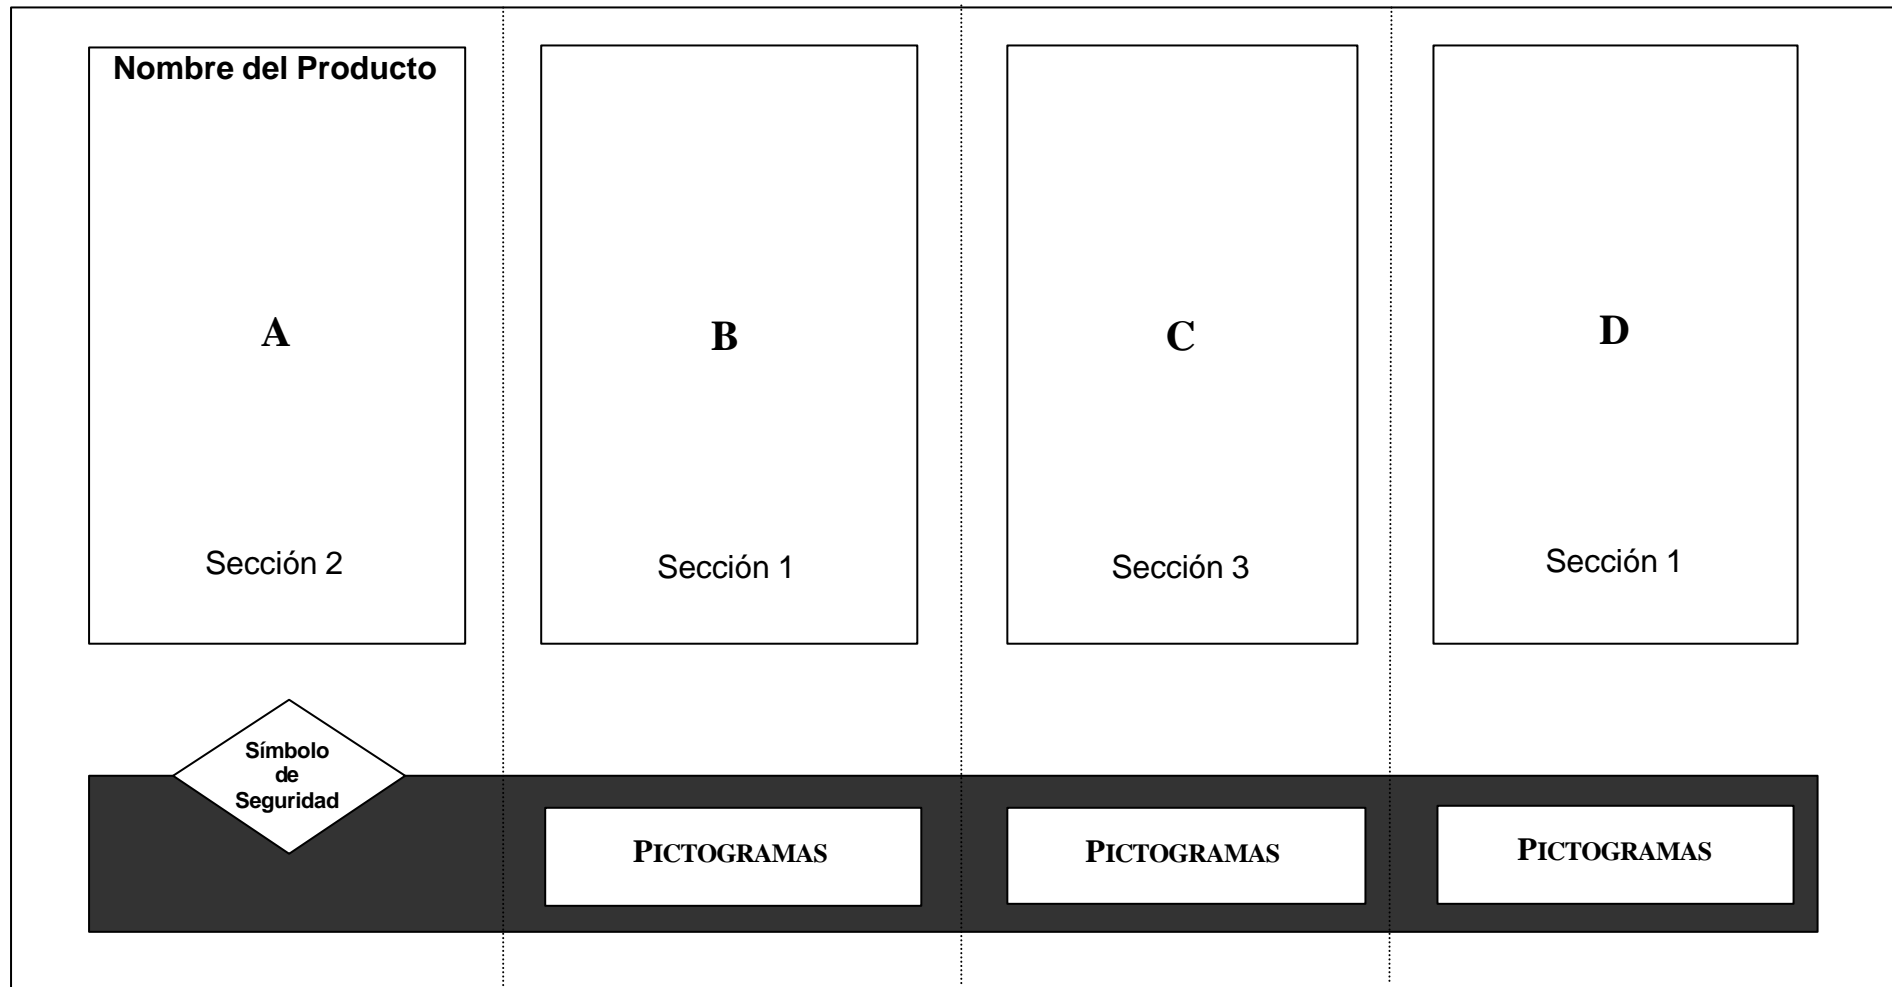 Nombre del Producto
A
Sección 2
B
Sección 1
C
Sección 3
D
Sección 1
Símbolo
de
Seguridad
PICTOGRAMAS
PICTOGRAMAS
PICTOGRAMAS